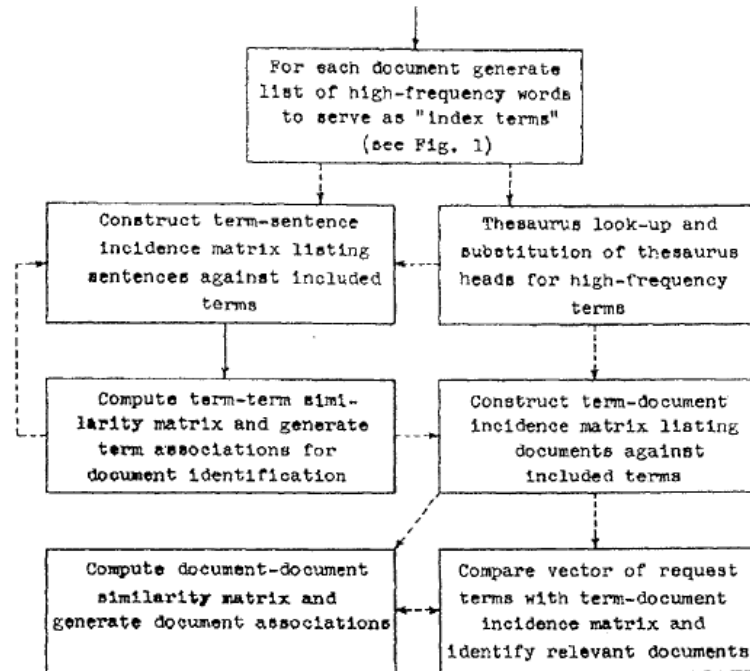 For each document generate
list of high-frequency words
to serve as "index terms"
(see Fig. 1)
Construct term-sentence
incidence matrix listing
sentences against included
terms
Thesaurus look-up and
substitution of thesaurus
heads for high-frequency
terms
Compute term-term simi-
larity matrix and generate
term associations for
document identification
Construct term-document
incidence matrix listing
documents against
included terms
Compute document-document
similarity matrix and
generate document associations
Compare vector of request
terms with term-document
incidence matrix and
identify relevant documents